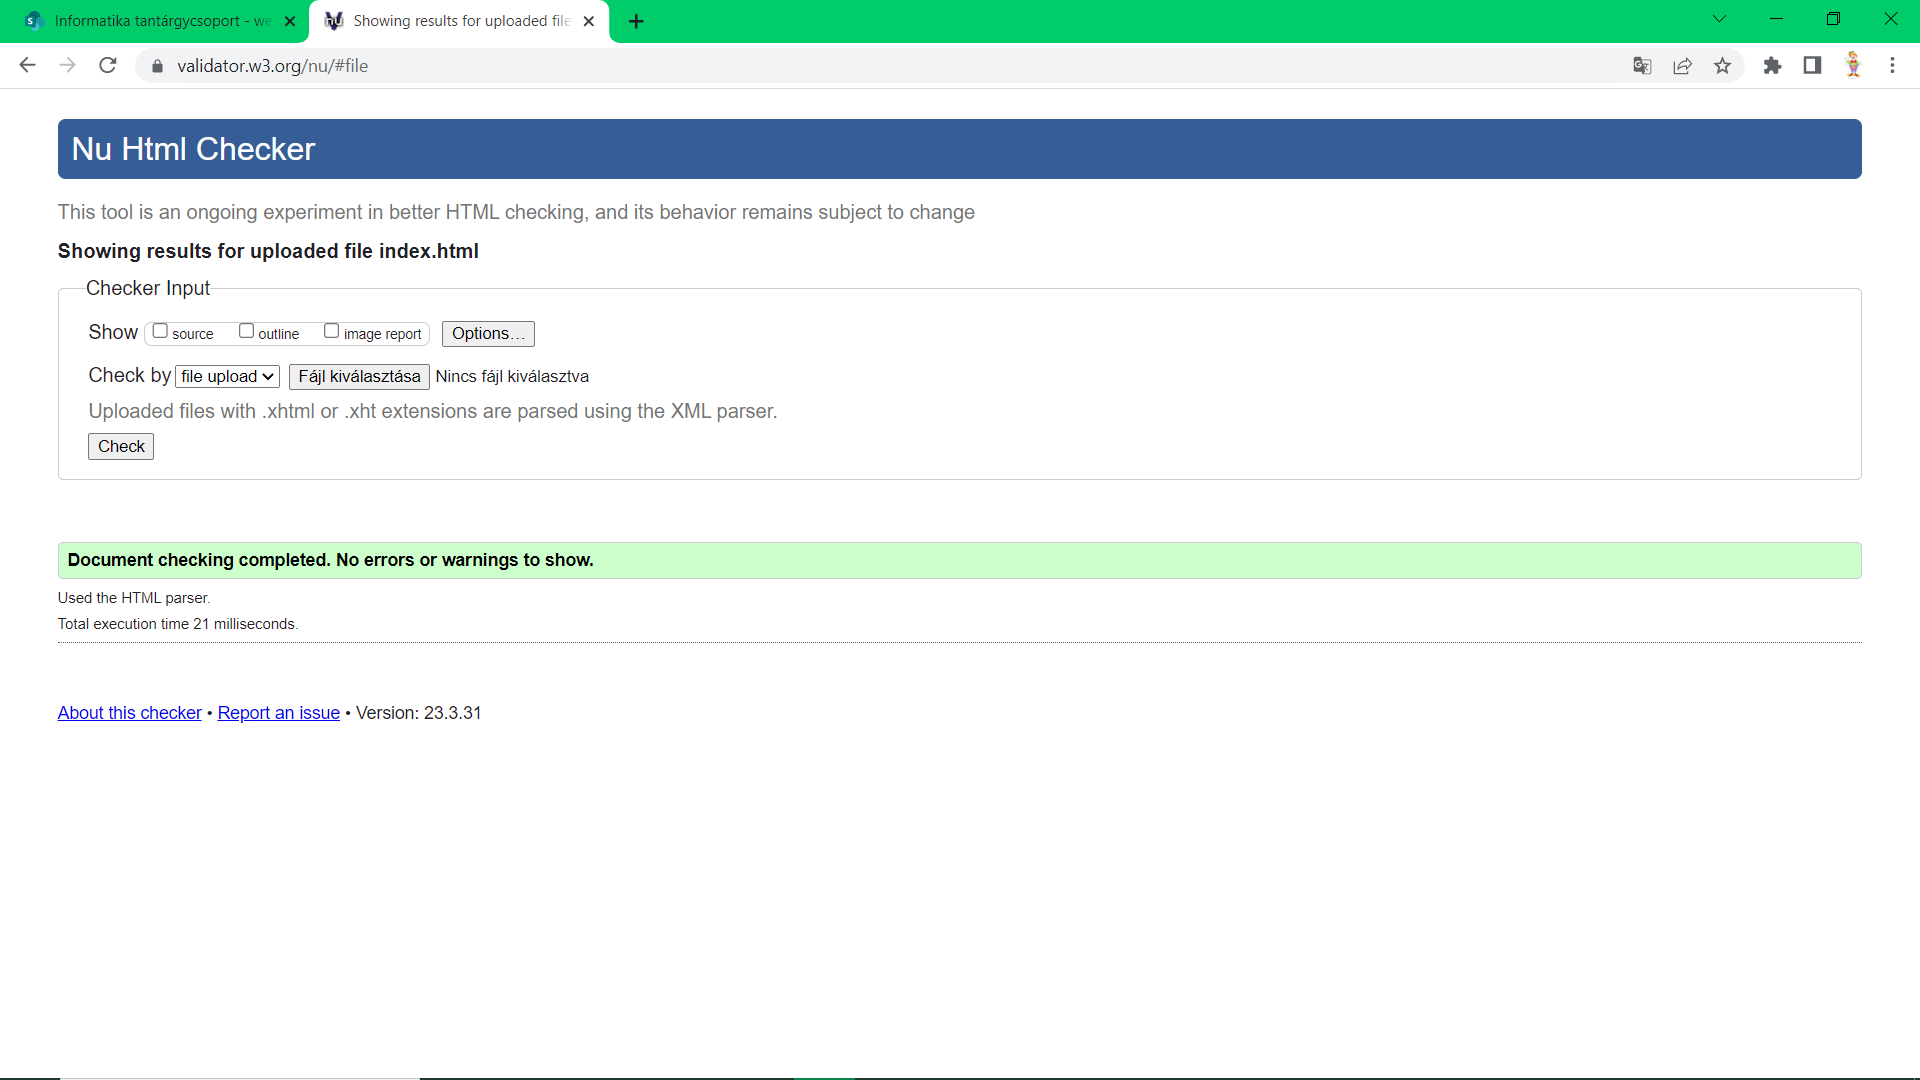 Informatika tantárgycsoport - we
Showing results for uploaded file
validator.w3.org/nu/#file
Nu Html Checker
This tool is an ongoing experiment in better HTML checking, and its behavior remains subject to change
Showing results for uploaded file index.html
Checker Input
Show source outline image report Options...
Check by file upload Fájl kiválasztása Nincs fájl kiválasztva
Uploaded files with .xhtml or .xht extensions are parsed using the XML parser.
Check
Document checking completed. No errors or warnings to show.
Used the HTML parser.
Total execution time 21 milliseconds.
About this checker • Report an issue • Version: 23.3.31